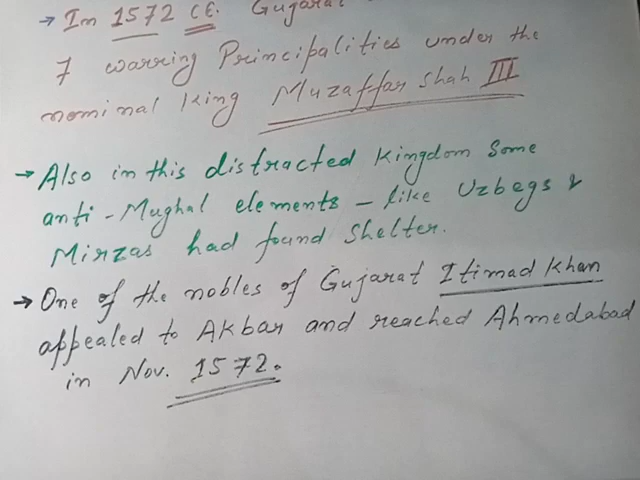 → In 1572 CE. Gujarat
7 warring Principalities under the
nominal king Muzaffar Shah III
→ Also in this distracted kingdom some
anti-Mughal elements - like Uzbegs &
Mirzas had found shelter.
→ One of the nobles of Gujarat Itimad Khan
appealed to Akbar and reached Ahmedabad
in Nov. 1572.